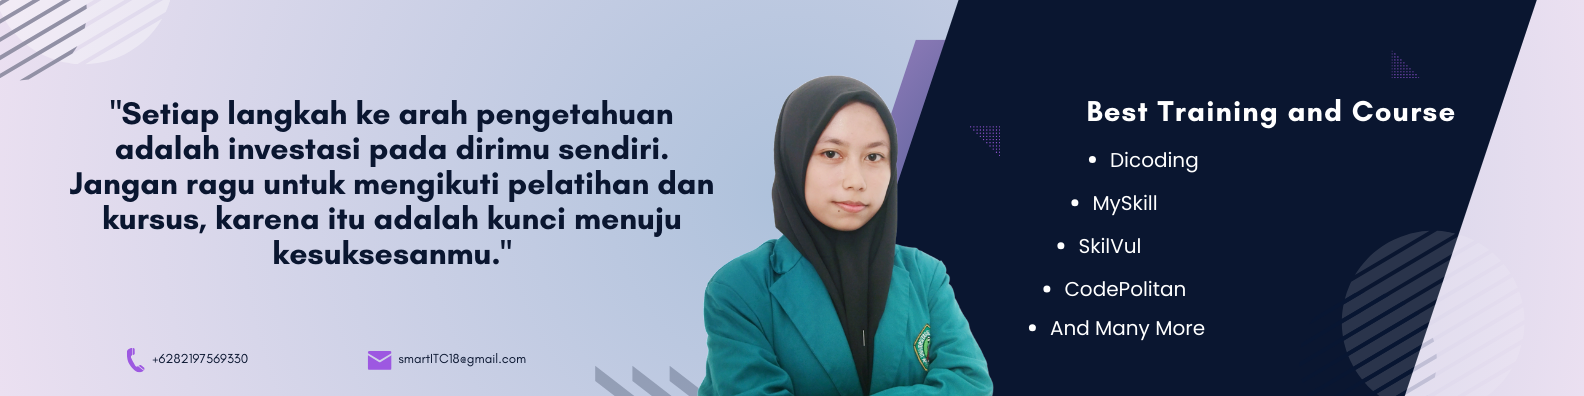 "Setiap langkah ke arah pengetahuan
adalah investasi pada dirimu sendiri.
Jangan ragu untuk mengikuti pelatihan dan
kursus, karena itu adalah kunci menuju
kesuksesanmu."
+6282197569330
smartITC18@gmail.com
Best Training and Course
• Dicoding
• MySkill
• SkilVul
• CodePolitan
• And Many More